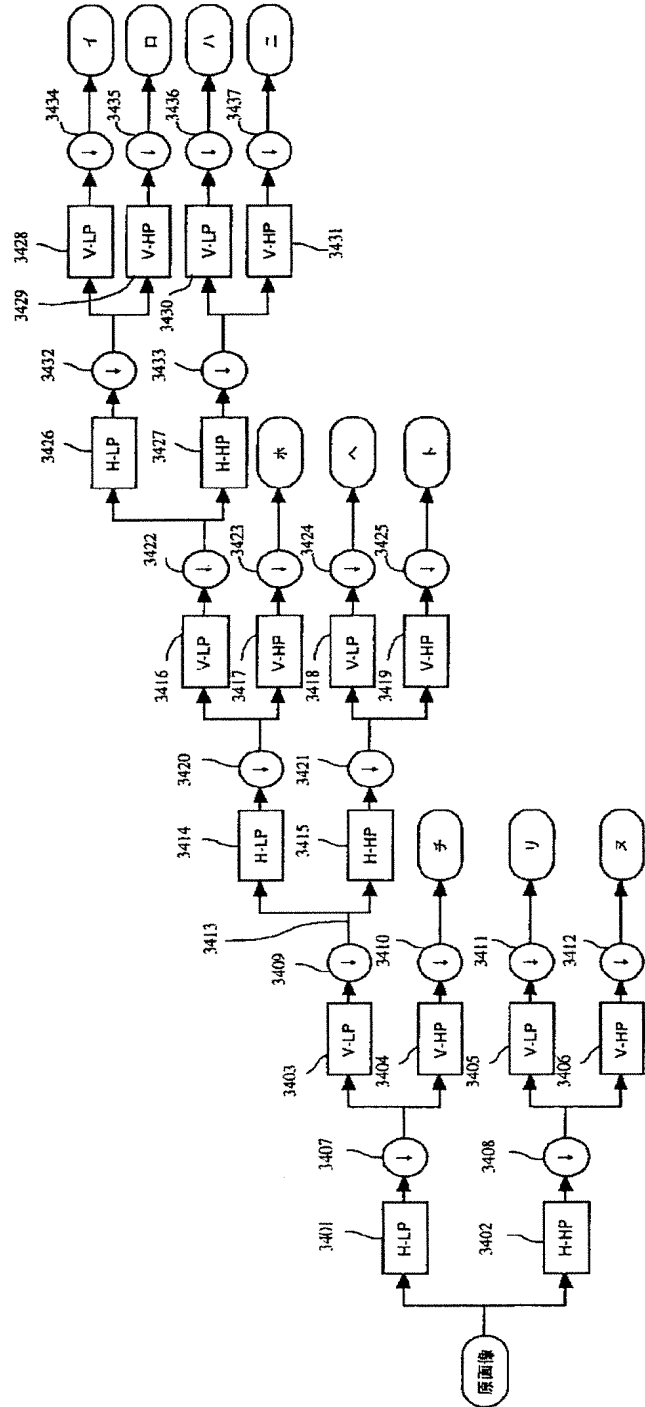 原画像
3401
H-LP
3402
H-HP
3407
↓
3408
↓
3403
V-LP
3404
V-HP
3405
V-LP
3406
V-HP
3409
↓
3410
↓
3411
↓
3412
↓
3413
チ
リ
ヌ
3414
H-LP
3415
H-HP
3420
↓
3421
↓
3416
V-LP
3417
V-HP
3418
V-LP
3419
V-HP
3422
↓
3423
↓
3424
↓
3425
↓
ホ
ヘ
ト
3426
H-LP
3427
H-HP
3432
↓
3433
↓
3428
V-LP
3429
V-HP
3430
V-LP
V-HP
3431
3434
↓
3435
↓
3436
↓
3437
↓
イ
ロ
ハ
ニ